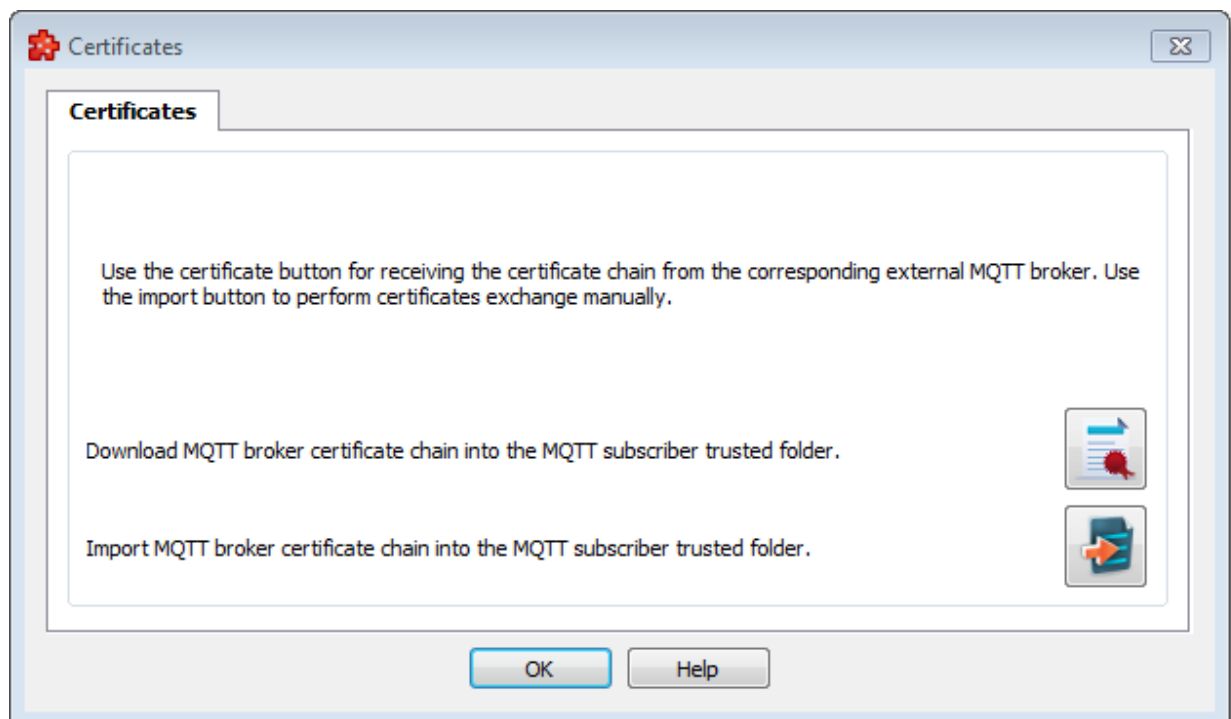 Certificates
Certificates
Use the certificate button for receiving the certificate chain from the corresponding external MQTT broker. Use
the import button to perform certificates exchange manually.
Download MQTT broker certificate chain into the MQTT subscriber trusted folder.
Import MQTT broker certificate chain into the MQTT subscriber trusted folder.
OK Help